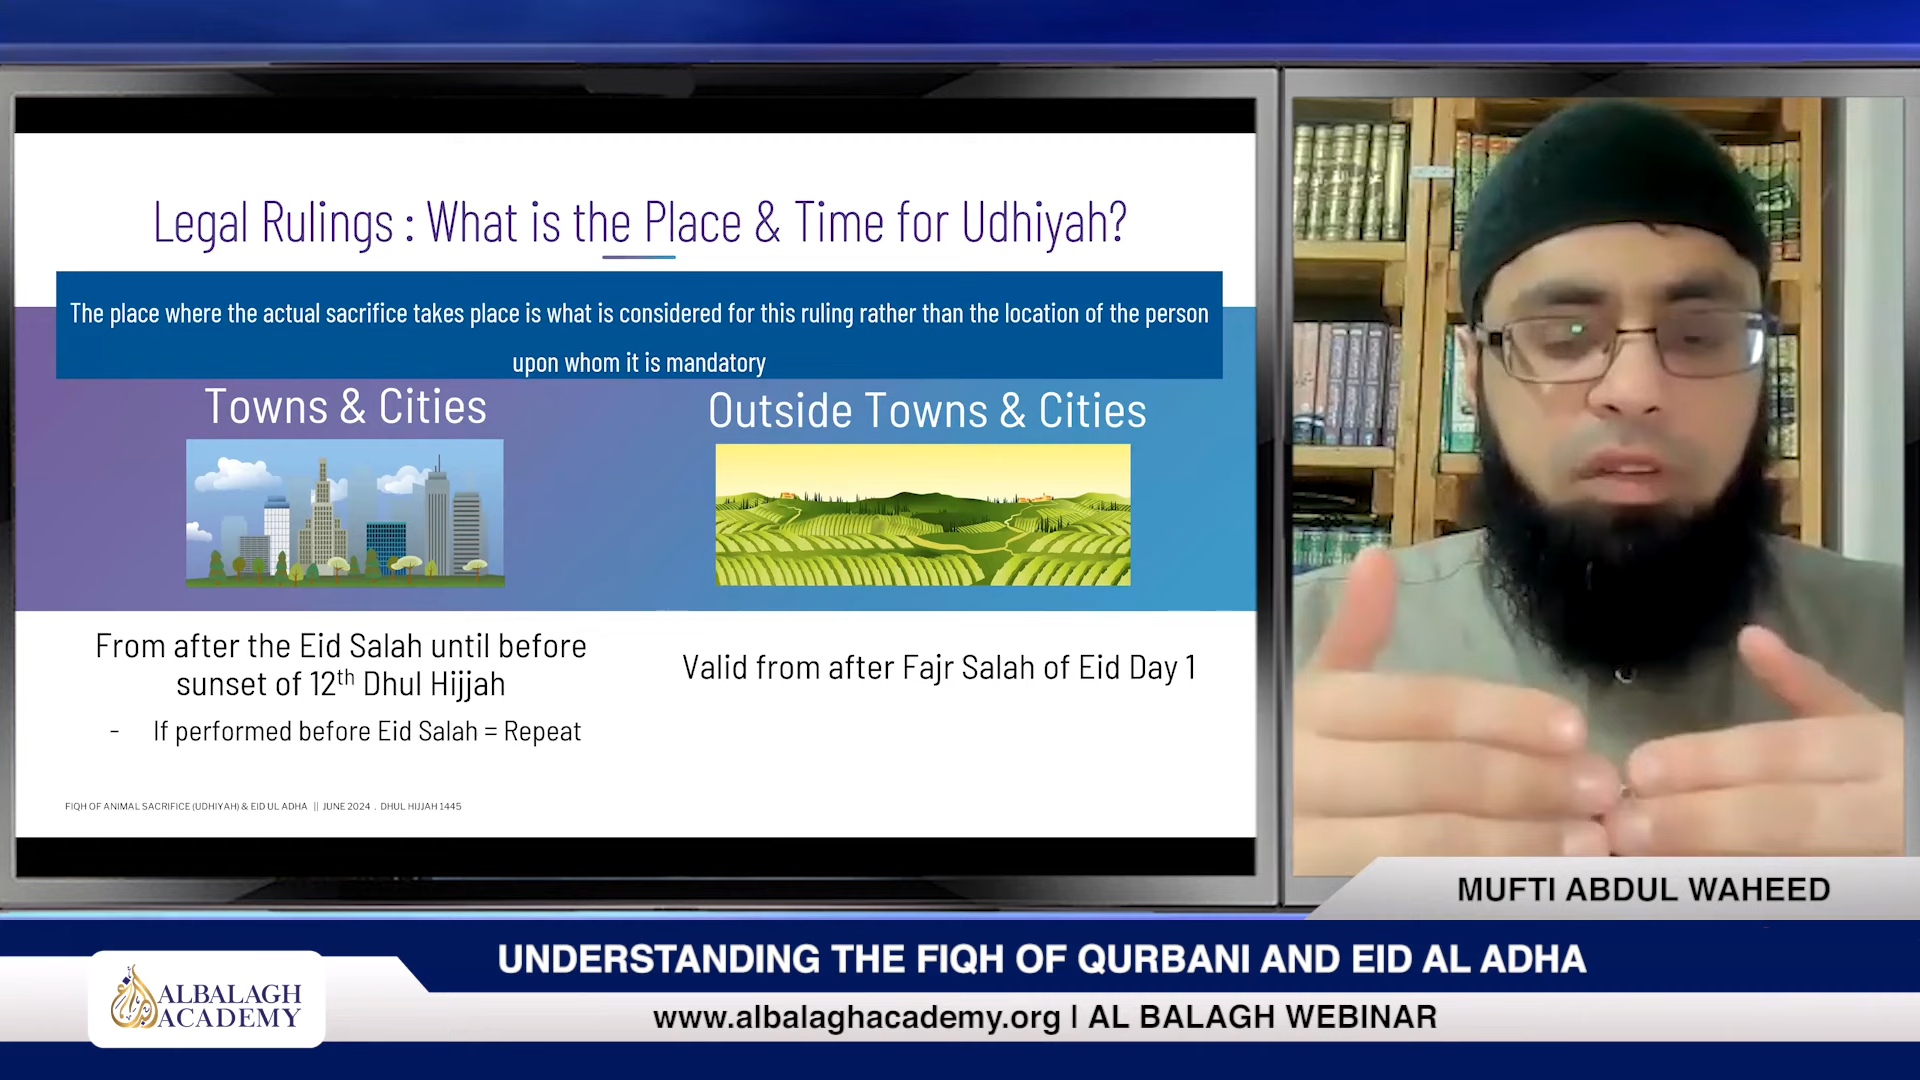 Legal Rulings : What is the Place & Time for Udhiyah?
The place where the actual sacrifice takes place is what is considered for this ruling rather than the location of the person
upon whom it is mandatory
Towns & Cities
From after the Eid Salah until before
sunset of 12th Dhul Hijjah
- If performed before Eid Salah = Repeat
Outside Towns & Cities
Valid from after Fajr Salah of Eid Day 1
FIQH OF ANIMAL SACRIFICE (UDHIYAH) & EID UL ADHA || JUNE 2024 . DHUL HIJJAH 1445
MUFTI ABDUL WAHEED
UNDERSTANDING THE FIQH OF QURBANI AND EID AL ADHA
ALBALAGH
ACADEMY
www.albalaghacademy.org | AL BALAGH WEBINAR